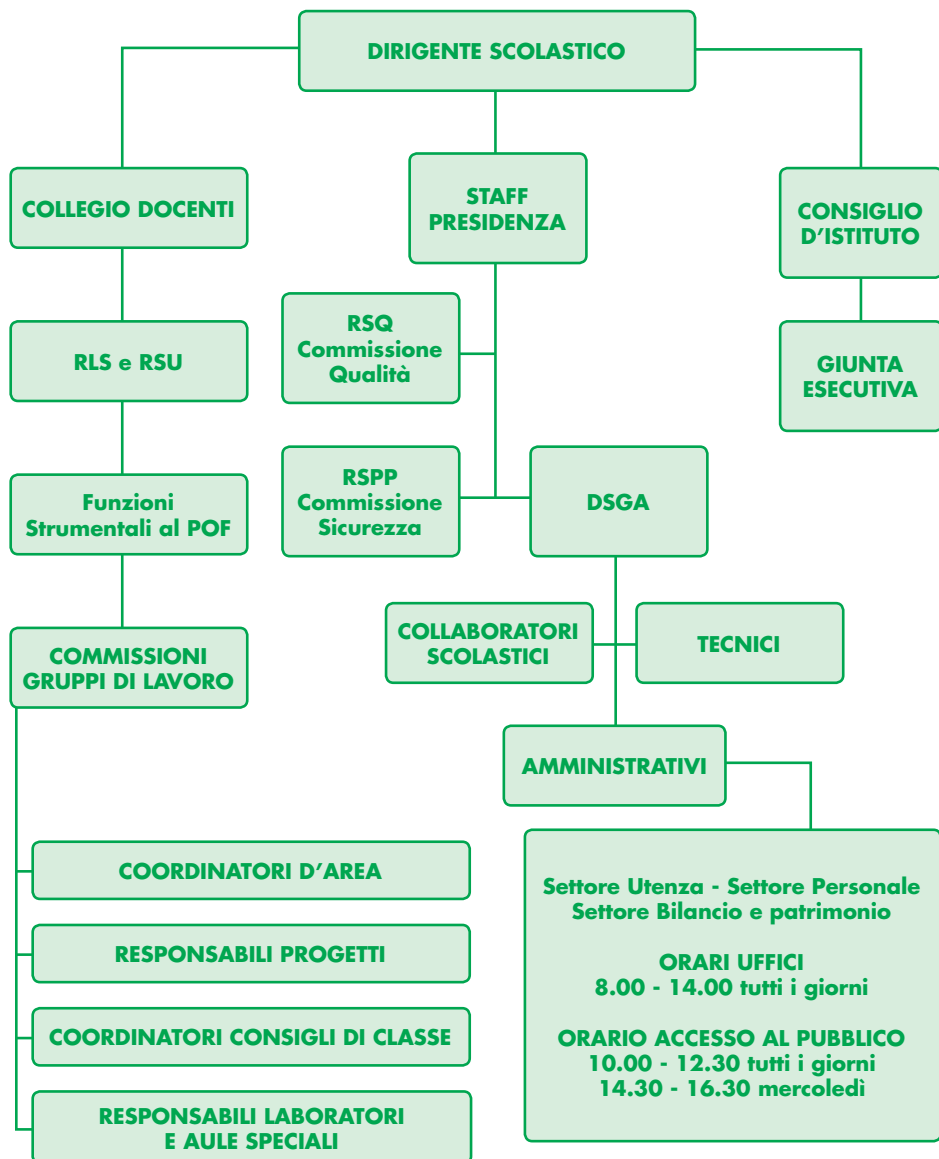 DIRIGENTE SCOLASTICO
COLLEGIO DOCENTI
STAFF
PRESIDENZA
CONSIGLIO
D'ISTITUTO
RLS e RSU
RSQ
Commissione
Qualità
GIUNTA
ESECUTIVA
Funzioni
Strumentali al POF
RSPP
Commissione
Sicurezza
DSGA
COMMISSIONI
GRUPPI DI LAVORO
COLLABORATORI
SCOLASTICI
TECNICI
AMMINISTRATIVI
COORDINATORI D'AREA
RESPONSABILI PROGETTI
COORDINATORI CONSIGLI DI CLASSE
RESPONSABILI LABORATORI
E AULE SPECIALI
Settore Utenza - Settore Personale
Settore Bilancio e patrimonio
ORARI UFFICI
8.00 - 14.00 tutti i giorni
ORARIO ACCESSO AL PUBBLICO
10.00 - 12.30 tutti i giorni
14.30 - 16.30 mercoledì